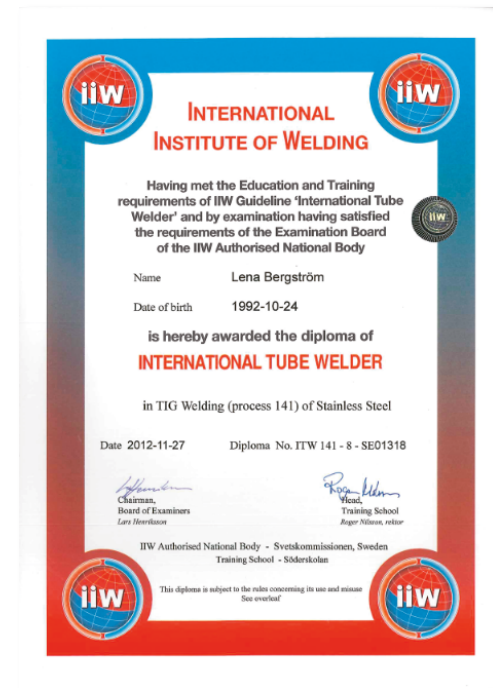 iiw
iiw
INTERNATIONAL
INSTITUTE OF WELDING
Having met the Education and Training
requirements of IIW Guideline 'International Tube
Welder' and by examination having satisfied
the requirements of the Examination Board
of the IIW Authorised National Body
iiw
Name Lena Bergström
Date of birth 1992-10-24
is hereby awarded the diploma of
INTERNATIONAL TUBE WELDER
in TIG Welding (process 141) of Stainless Steel
Date 2012-11-27 Diploma No. ITW 141 - 8 - SE01318
Chairman, Head,
Board of Examiners Training School
Lars Henriksson Roger Nilsson, rektor
IIW Authorised National Body - Svetskommissionen, Sweden
Training School - Söderskolan
This diploma is subject to the rules concerning its use and misuse
See overleaf
iiw
iiw